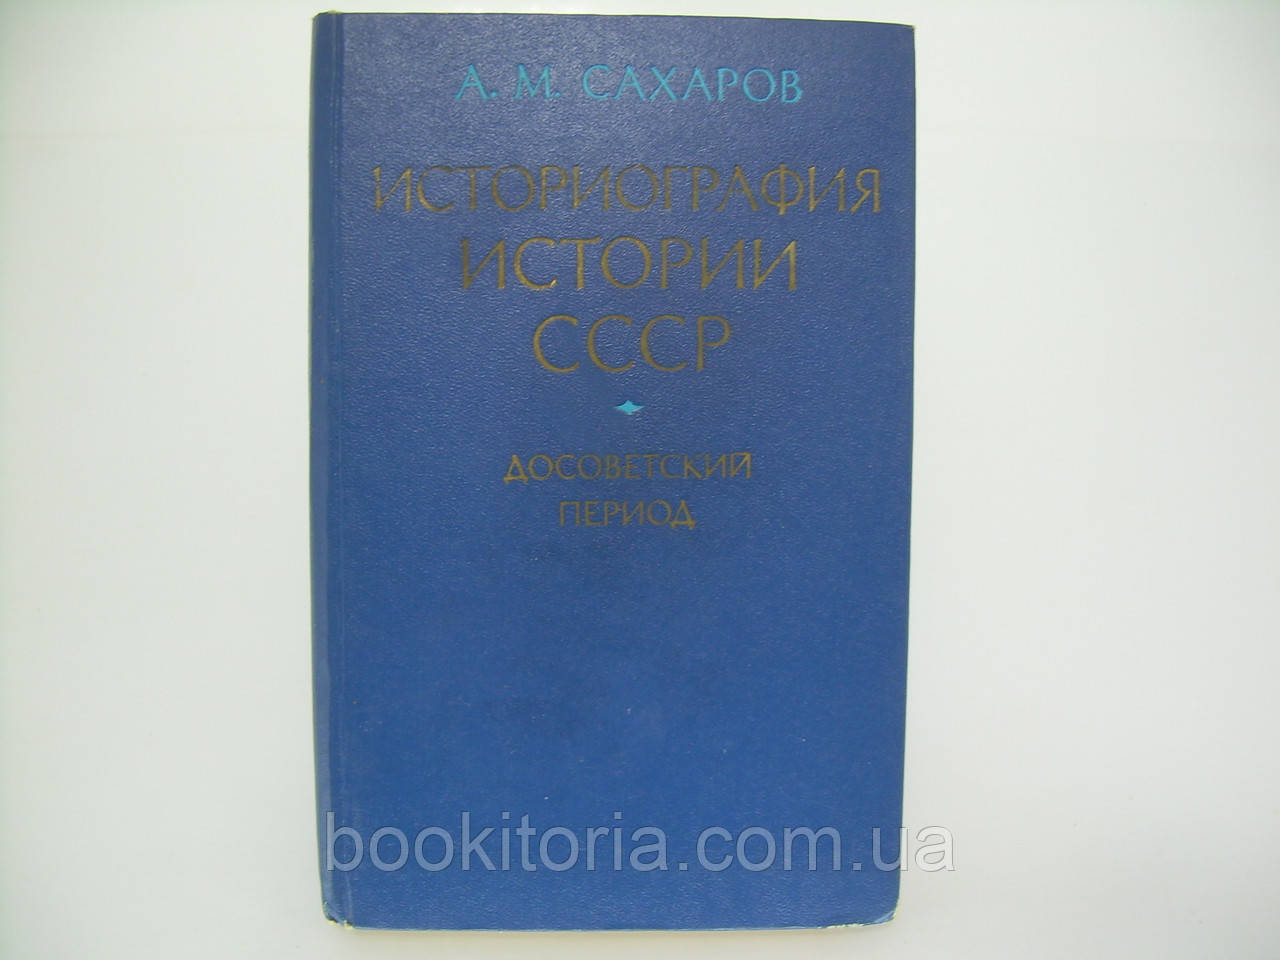 А. М. САХАРОВ
ИСТОРИОГРАФИЯ
ИСТОРИИ
СССР
ДОСОВЕТСКИЙ
ПЕРИОД
bookitoria.com.ua